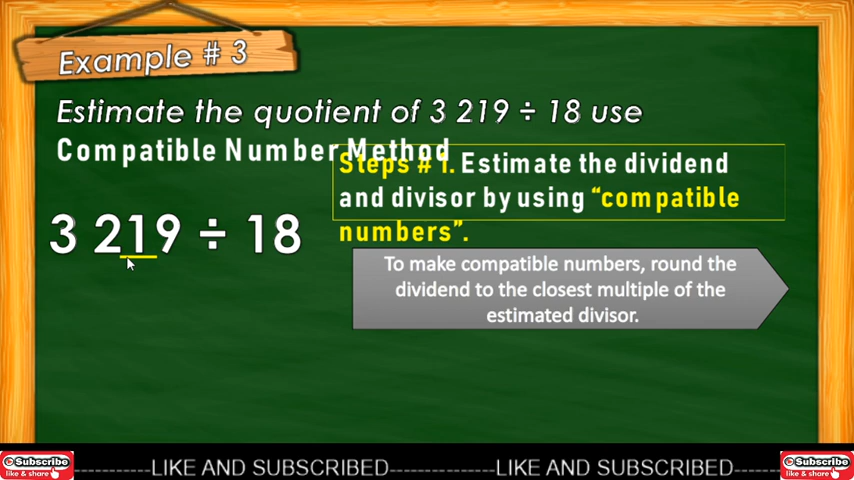 Example # 3
Estimate the quotient of 3 219 ÷ 18 use
Compatible Number Method
Steps # 1. Estimate the dividend
and divisor by using “compatible
numbers”.
3 219 ÷ 18
To make compatible numbers, round the
dividend to the closest multiple of the
estimated divisor.
Subscribe
like & share
---------------LIKE AND SUBSCRIBED--------------------LIKE AND SUBSCRIBED---------
Subscribe
like & share